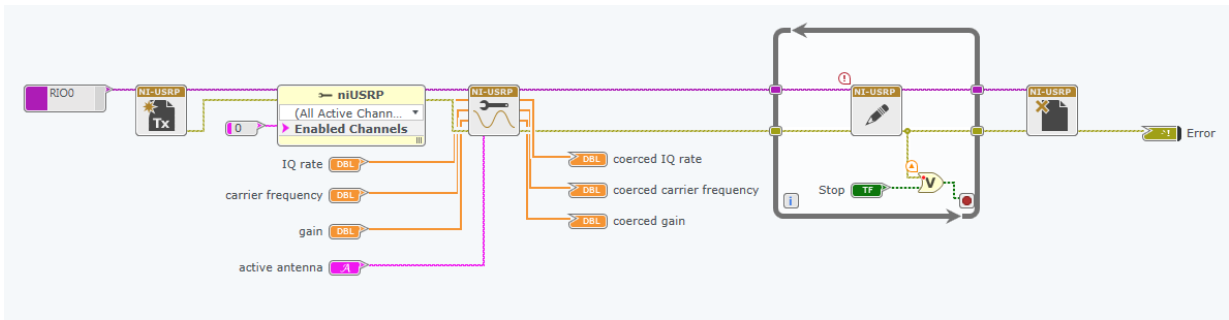 RIO0
NI-USRP
Tx
niUSRP
(All Active Chann...
Enabled Channels
0
IQ rate
DBL
carrier frequency
DBL
gain
DBL
active antenna
A
NI-USRP
DBL
coerced IQ rate
DBL
coerced carrier frequency
DBL
coerced gain
NI-USRP
Stop
TF
V
i
NI-USRP
Error